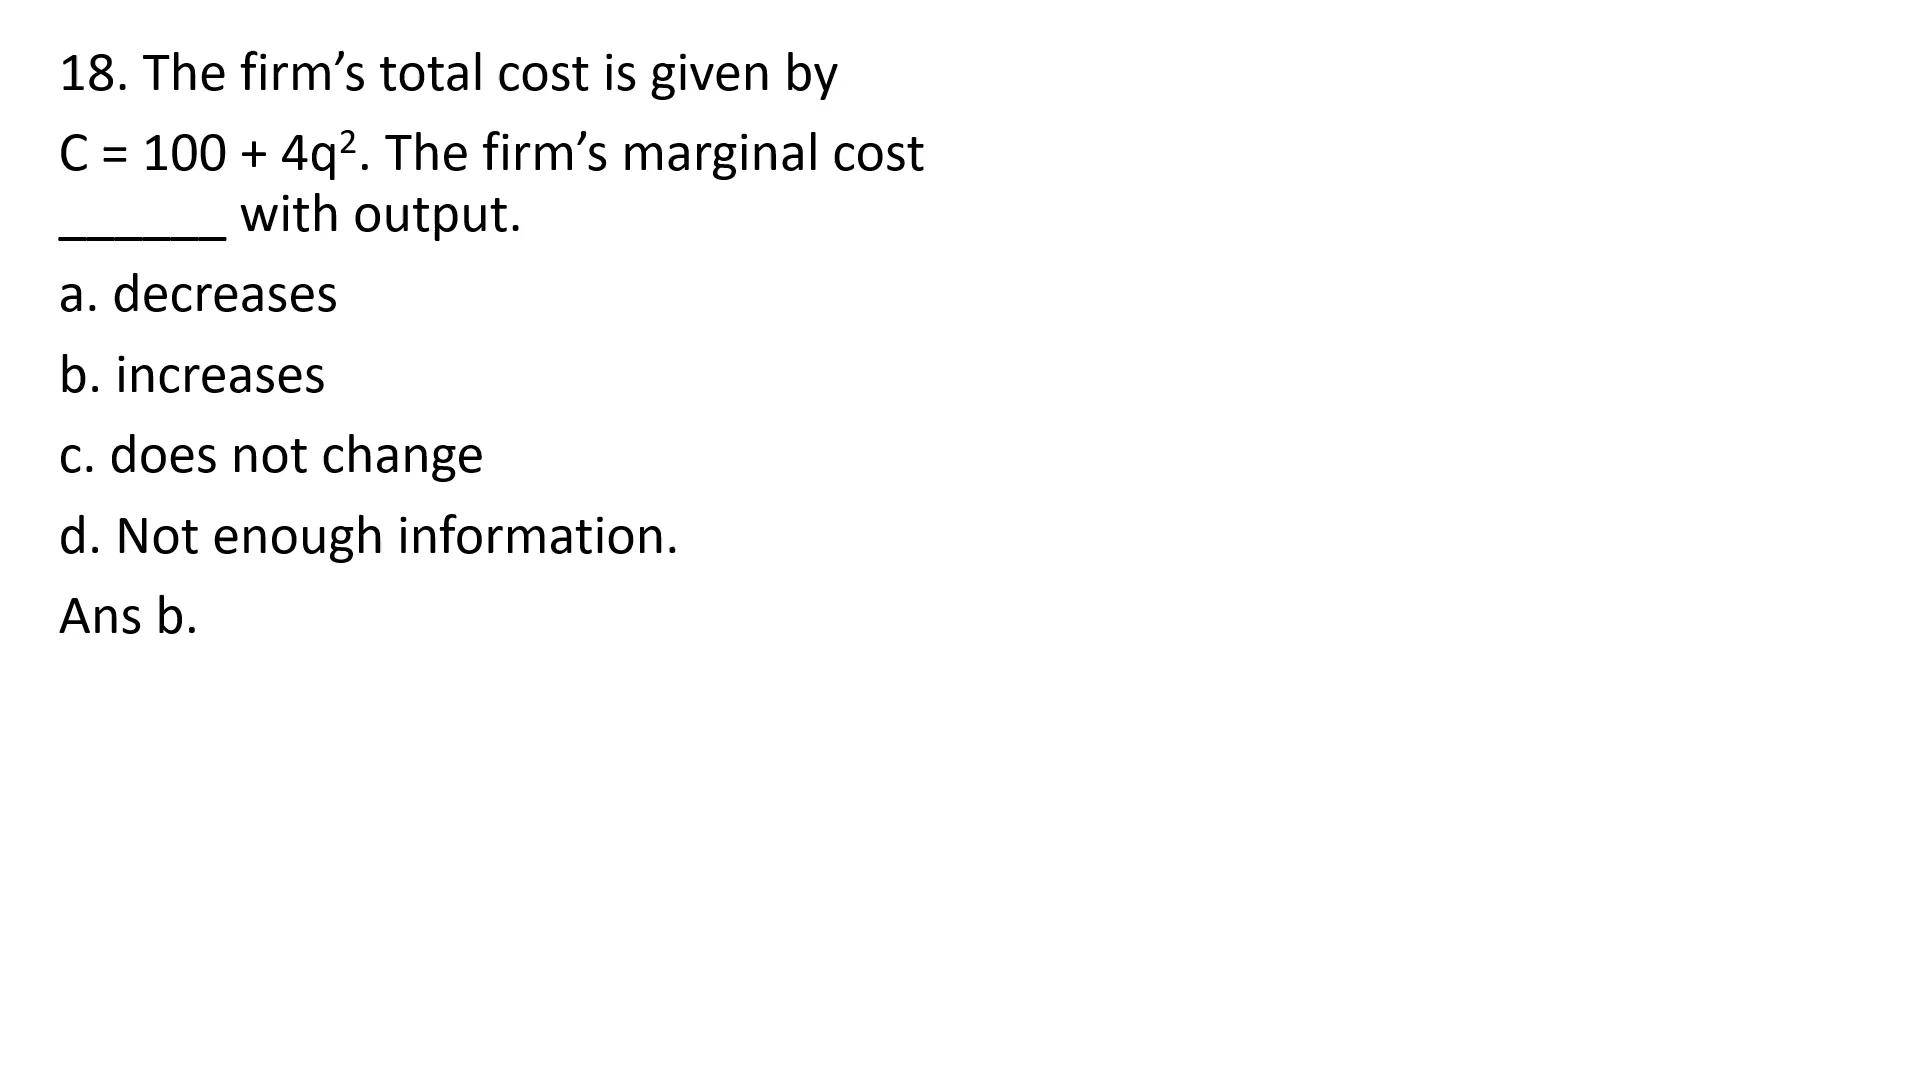 18. The firm’s total cost is given by
C = 100 + 4q². The firm’s marginal cost
______ with output.
a. decreases
b. increases
c. does not change
d. Not enough information.
Ans b.